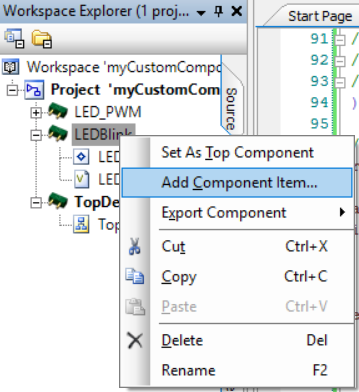 Workspace Explorer (1 proj...
Start Page
Workspace 'myCustomCompo
Project 'myCustomCom
LED_PWM
LEDBlink
LED
LED
TopDe
Top
Source
91 /
92 /
93 /
94 )
95
Set As Top Component
Add Component Item...
Export Component
Cut Ctrl+X
Copy Ctrl+C
Paste Ctrl+V
Delete Del
Rename F2